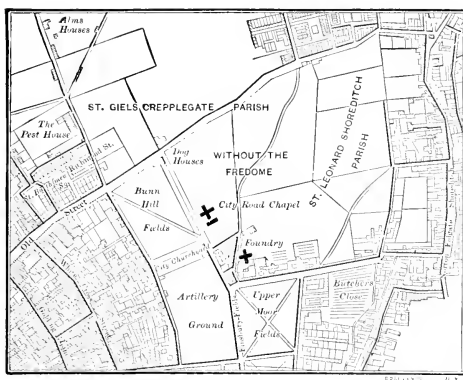 Alms
Houses
The
Pest House
ST. GIELS CREPPLEGATE PARISH
Dog
Houses
WITHOUT THE
FREDOME
ST. LEONARD SHOREDITCH
PARISH
Old Street
Bunn
Hill
Fields
City Road Chapel
Foundry
Artillery
Ground
Upper
Moor
Fields
Butchers
Close